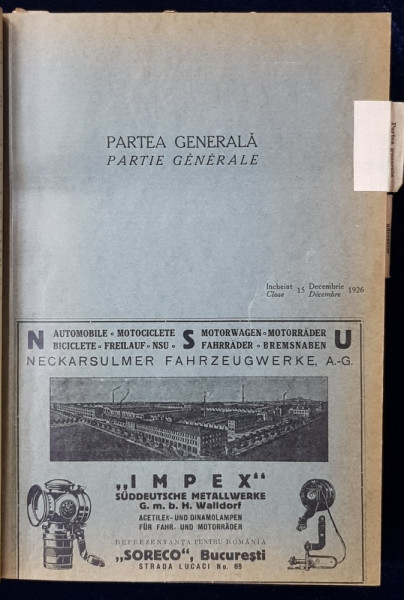 PARTEA GENERALĂ
PARTIE GÉNÉRALE
Incheiat 15 Decembrie 1926
Close Décembre
N S U
AUTOMOBILE • MOTOCICLETE MOTORWAGEN • MOTORRÄDER
BICICLETE • FREILAUF • NSU • FAHRRÄDER • BREMSNABEN
NECKARSULMER FAHRZEUGWERKE, A.-G.
„IMPEX“
SÜDDEUTSCHE METALLWERKE
G. m. b. H. Walldorf
ACETILEN- UND DINAMOLAMPEN
FÜR FAHR- UND MOTORRÄDER
REPREZENTANȚA PENTRU ROMÂNIA
„SORECO“, București
STRADA LUCACI No. 69